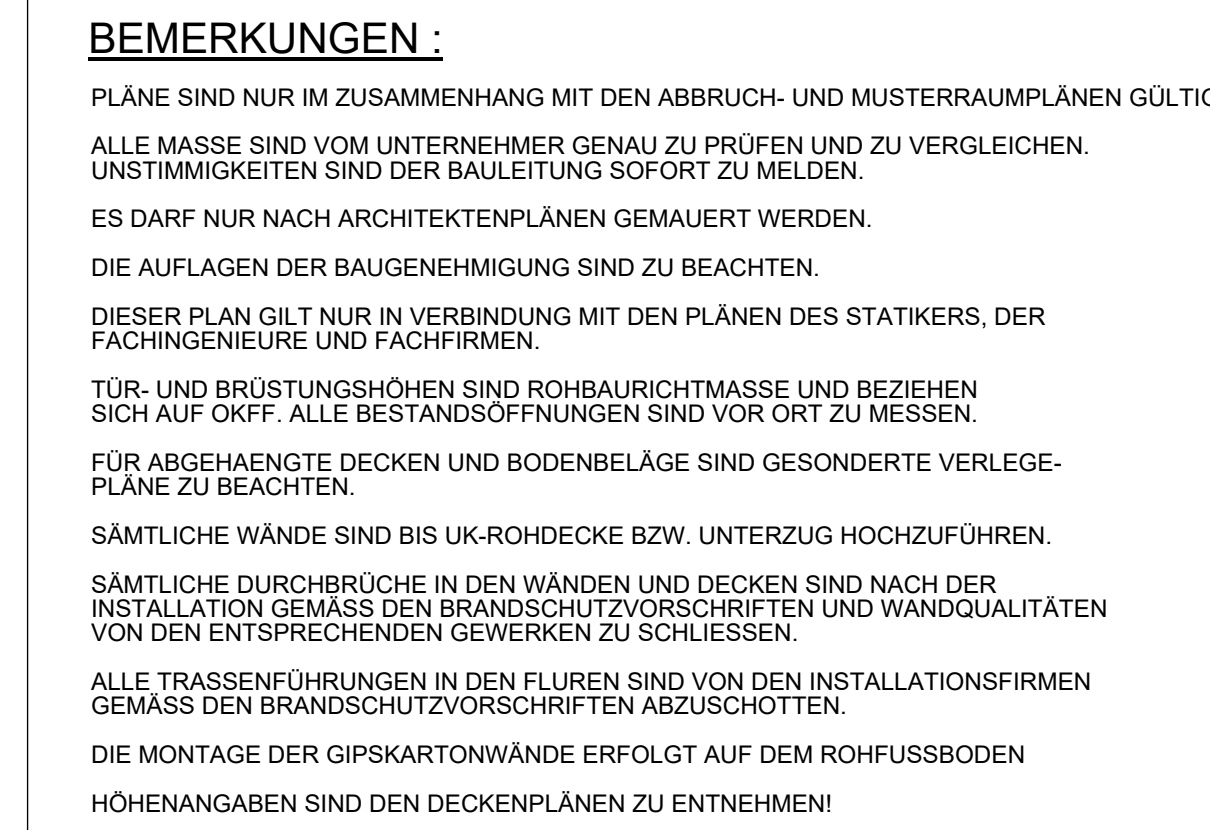 BEMERKUNGEN :
PLÄNE SIND NUR IM ZUSAMMENHANG MIT DEN ABBRUCH- UND MUSTERRAUMPLÄNEN
ALLE MASSE SIND VOM UNTERNEHMER GENAU ZU PRÜFEN UND ZU VERGLEICHEN.
UNSTIMMIGKEITEN SIND DER BAULEITUNG SOFORT ZU MELDEN.
ES DARF NUR NACH ARCHITEKTENPLÄNEN GEMAUERT WERDEN.
DIE AUFLAGEN DER BAUGENEHMIGUNG SIND ZU BEACHTEN.
DIESER PLAN GILT NUR IN VERBINDUNG MIT DEN PLÄNEN DES STATIKERS, DER
FACHINGENIEURE UND FACHFIRMEN.
TÜR- UND BRÜSTUNGSHÖHEN SIND ROHBAURICHTMASSE UND BEZIEHEN
SICH AUF OKFF. ALLE BESTANDSÖFFNUNGEN SIND VOR ORT ZU MESSEN.
FÜR ABGEHAENGTE DECKEN UND BODENBELÄGE SIND GESONDERTE VERLEGE-
PLÄNE ZU BEACHTEN.
SÄMTLICHE WÄNDE SIND BIS UK-ROHDECKE BZW. UNTERZUG HOCHZUFÜHREN.
SÄMTLICHE DURCHBRÜCHE IN DEN WÄNDEN UND DECKEN SIND NACH DER
INSTALLATION GEMÄSS DEN BRANDSCHUTZVORSCHRIFTEN UND WANDQUALITÄTEN
VON DEN ENTSPRECHENDEN GEWERKEN ZU SCHLIESSEN.
ALLE TRASSENFÜHRUNGEN IN DEN FLUREN SIND VON DEN INSTALLATIONSFIRMEN
GEMÄSS DEN BRANDSCHUTZVORSCHRIFTEN ABZUSCHOTTEN.
DIE MONTAGE DER GIPSKARTONWÄNDE ERFOLGT AUF DEM ROHFUSSBODEN
HÖHENANGABEN SIND DEN DECKENPLÄNEN ZU ENTNEHMEN!